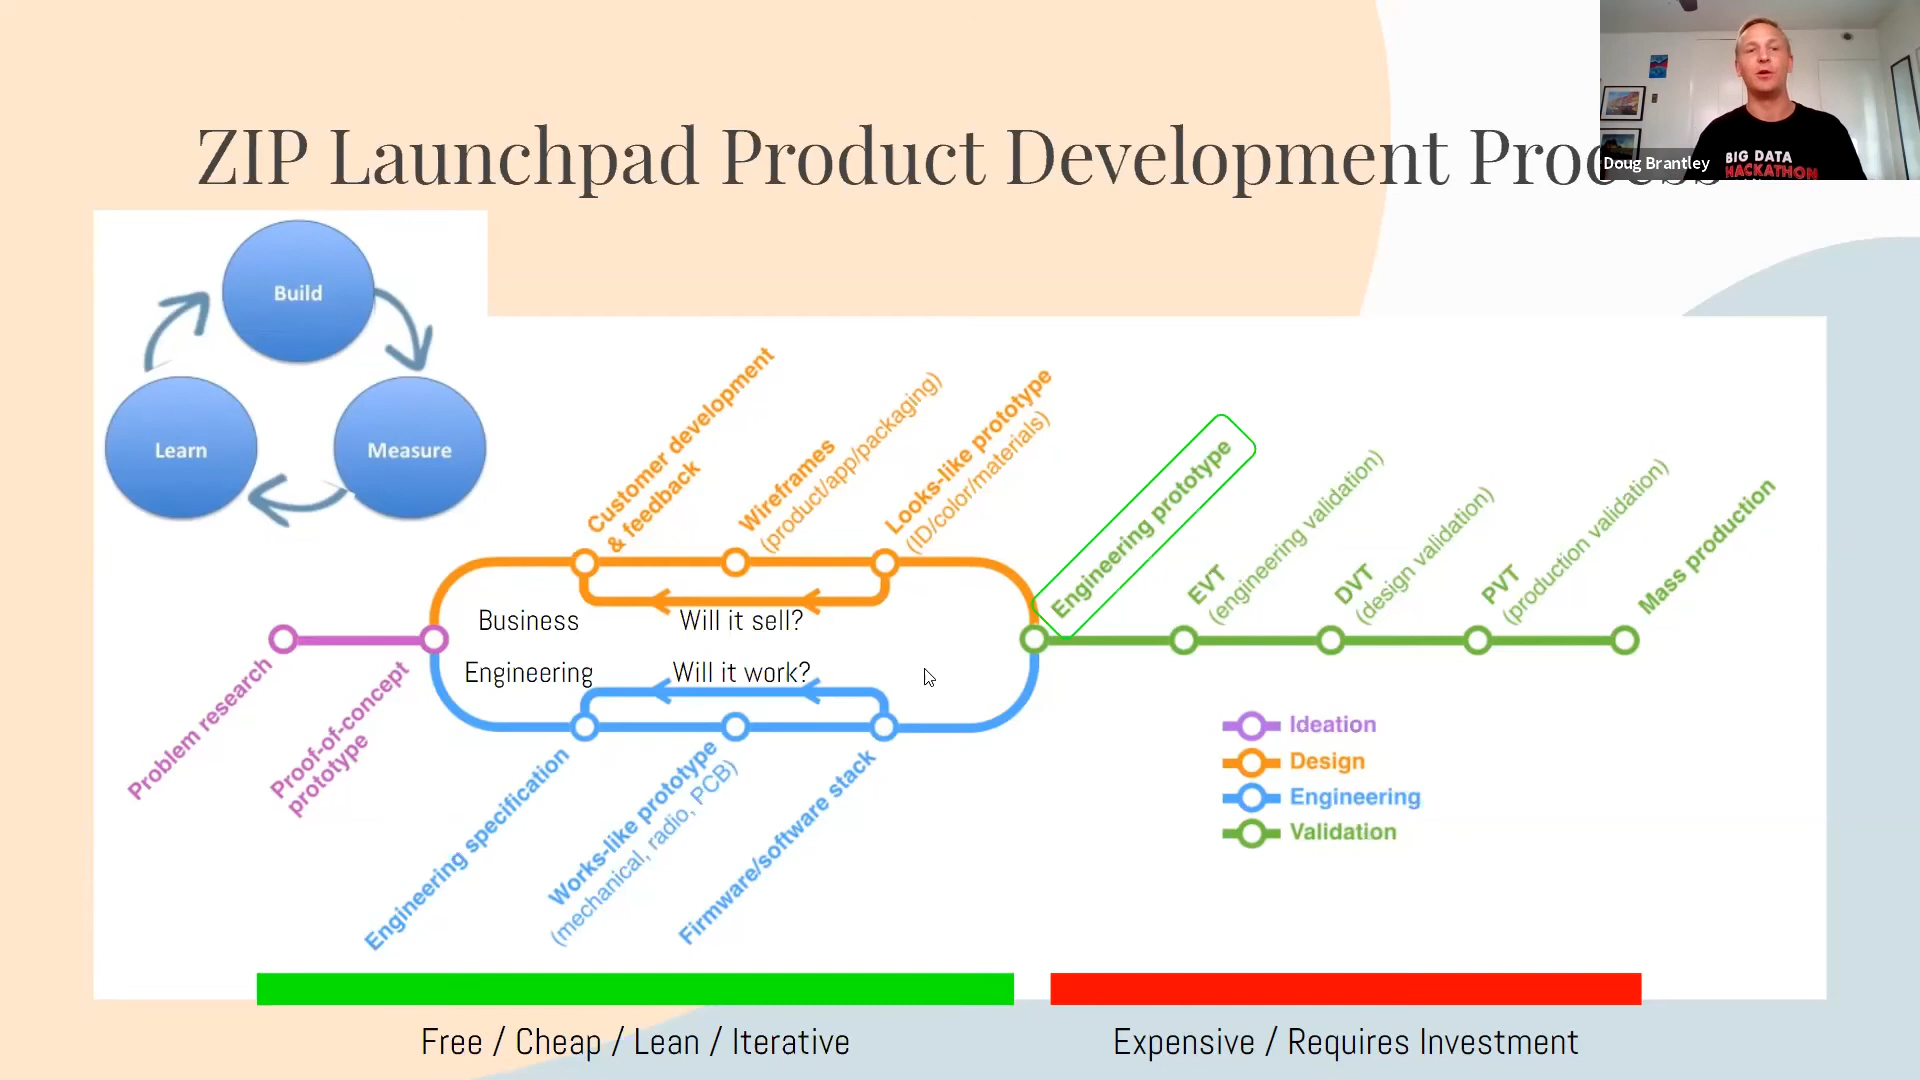 ZIP Launchpad Product Development Process
Doug Brantley
BIG DATA
HACKATHON
Build
Learn
Measure
Customer development
& feedback
Wireframes
(product/app/packaging)
Looks-like prototype
(ID/color/materials)
Engineering prototype
EVT
(engineering validation)
DVT
(design validation)
PVT
(production validation)
Mass production
Business
Will it sell?
Engineering
Will it work?
Problem research
Proof-of-concept
prototype
Engineering specification
Works-like prototype
(mechanical, radio, PCB)
Firmware/software stack
Ideation
Design
Engineering
Validation
Free / Cheap / Lean / Iterative
Expensive / Requires Investment